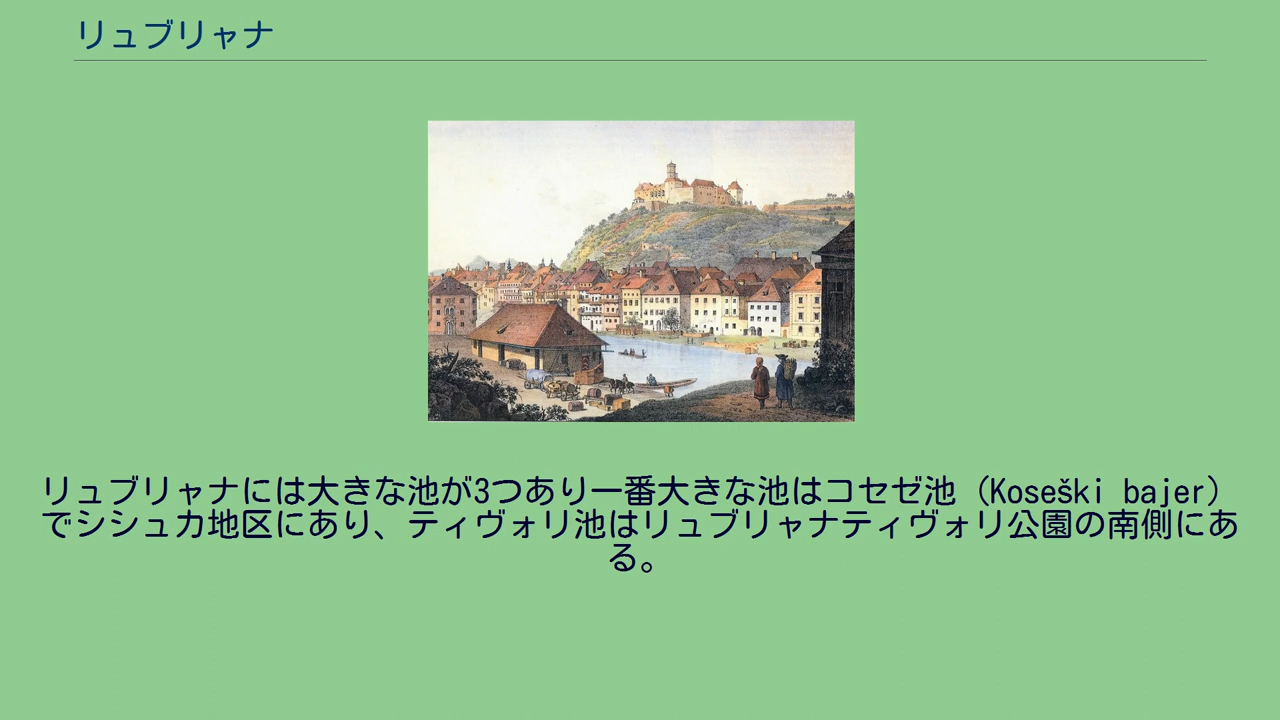 リュブリャナ
リュブリャナには大きな池が3つあり一番大きな池はコセゼ池（Koseški bajer）
でシシュカ地区にあり、ティヴォリ池はリュブリャナティヴォリ公園の南側にあ
る。